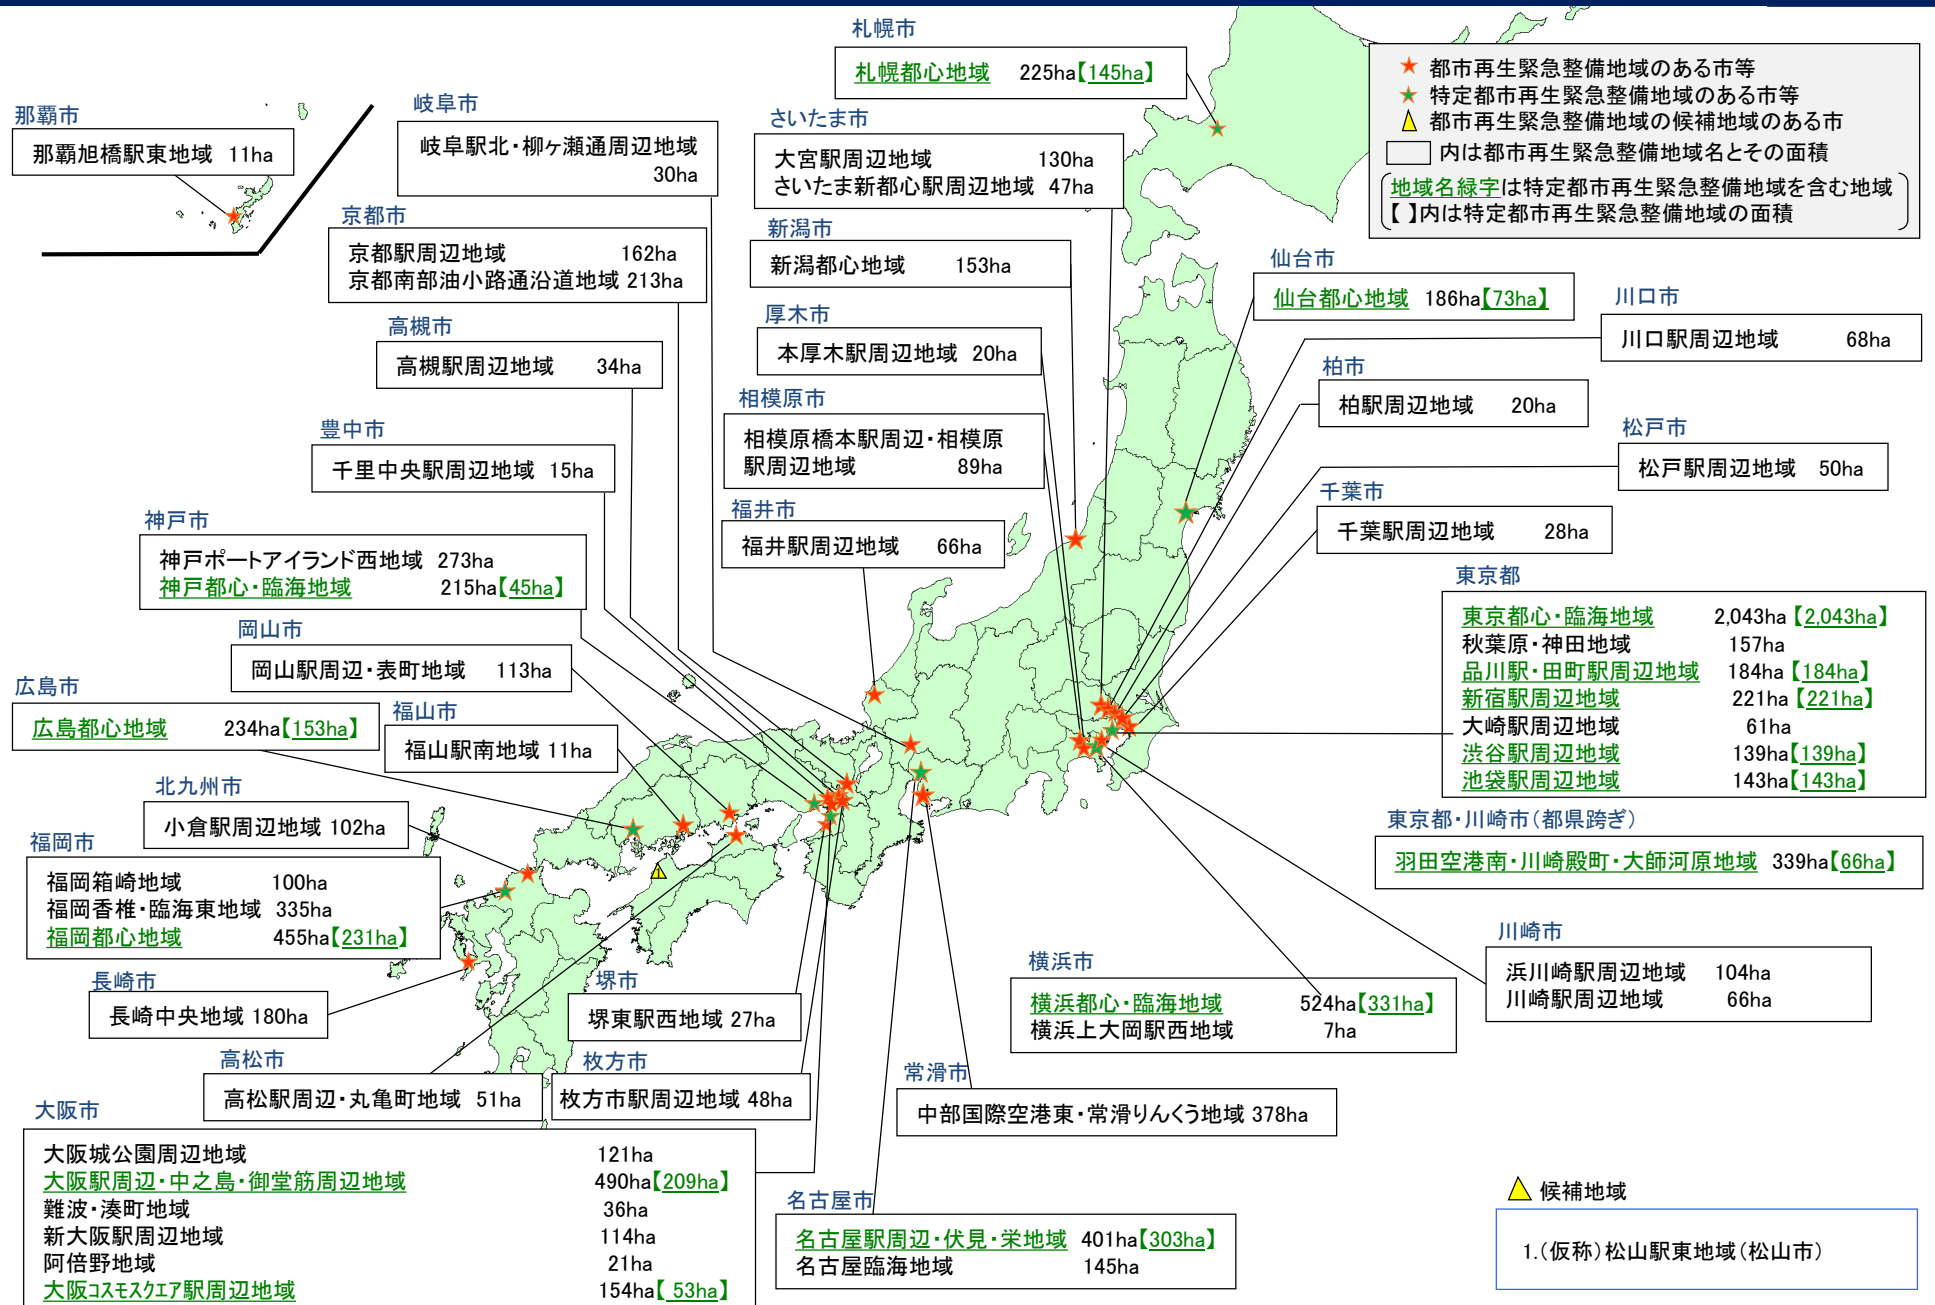 札幌市
札幌都心地域 225ha【145ha】
★ 都市再生緊急整備地域のある市等
★ 特定都市再生緊急整備地域のある市等
都市再生緊急整備地域の候補地域のある市
内は都市再生緊急整備地域名とその面積
地域名緑字は特定都市再生緊急整備地域を含む地域
【 】内は特定都市再生緊急整備地域の面積
那覇市
那覇旭橋駅東地域 11ha
岐阜市
岐阜駅北・柳ヶ瀬通周辺地域
30ha
さいたま市
大宮駅周辺地域 130ha
さいたま新都心駅周辺地域 47ha
京都市
京都駅周辺地域 162ha
京都南部油小路通沿道地域 213ha
新潟市
新潟都心地域 153ha
仙台市
仙台都心地域 186ha【73ha】
川口市
川口駅周辺地域 68ha
高槻市
高槻駅周辺地域 34ha
厚木市
本厚木駅周辺地域 20ha
柏市
柏駅周辺地域 20ha
相模原市
相模原橋本駅周辺・相模原
駅周辺地域 89ha
豊中市
千里中央駅周辺地域 15ha
松戸市
松戸駅周辺地域 50ha
千葉市
千葉駅周辺地域 28ha
福井市
福井駅周辺地域 66ha
神戸市
神戸ポートアイランド西地域 273ha
神戸都心・臨海地域 215ha【45ha】
東京都
東京都心・臨海地域 2,043ha【2,043ha】
秋葉原・神田地域 157ha
品川駅・田町駅周辺地域 184ha【184ha】
新宿駅周辺地域 221ha【221ha】
大崎駅周辺地域 61ha
渋谷駅周辺地域 139ha【139ha】
池袋駅周辺地域 143ha【143ha】
岡山市
岡山駅周辺・表町地域 113ha
広島市
広島都心地域 234ha【153ha】
福山市
福山駅南地域 11ha
北九州市
小倉駅周辺地域 102ha
東京都・川崎市（都県跨ぎ）
羽田空港南・川崎殿町・大師河原地域 339ha【66ha】
福岡市
福岡箱崎地域 100ha
福岡香椎・臨海東地域 335ha
福岡都心地域 455ha【231ha】
川崎市
浜川崎駅周辺地域 104ha
川崎駅周辺地域 66ha
横浜市
横浜都心・臨海地域 524ha【331ha】
横浜上大岡駅西地域 7ha
長崎市
長崎中央地域 180ha
堺市
堺東駅西地域 27ha
高松市
高松駅周辺・丸亀町地域 51ha
枚方市
枚方市駅周辺地域 48ha
常滑市
中部国際空港東・常滑りんくう地域 378ha
大阪市
大阪城公園周辺地域 121ha
大阪駅周辺・中之島・御堂筋周辺地域 490ha【209ha】
難波・湊町地域 36ha
新大阪駅周辺地域 114ha
阿倍野地域 21ha
大阪コスモスクエア駅周辺地域 154ha【 53ha】
名古屋市
名古屋駅周辺・伏見・栄地域 401ha【303ha】
名古屋臨海地域 145ha
候補地域
1.（仮称）松山駅東地域（松山市）